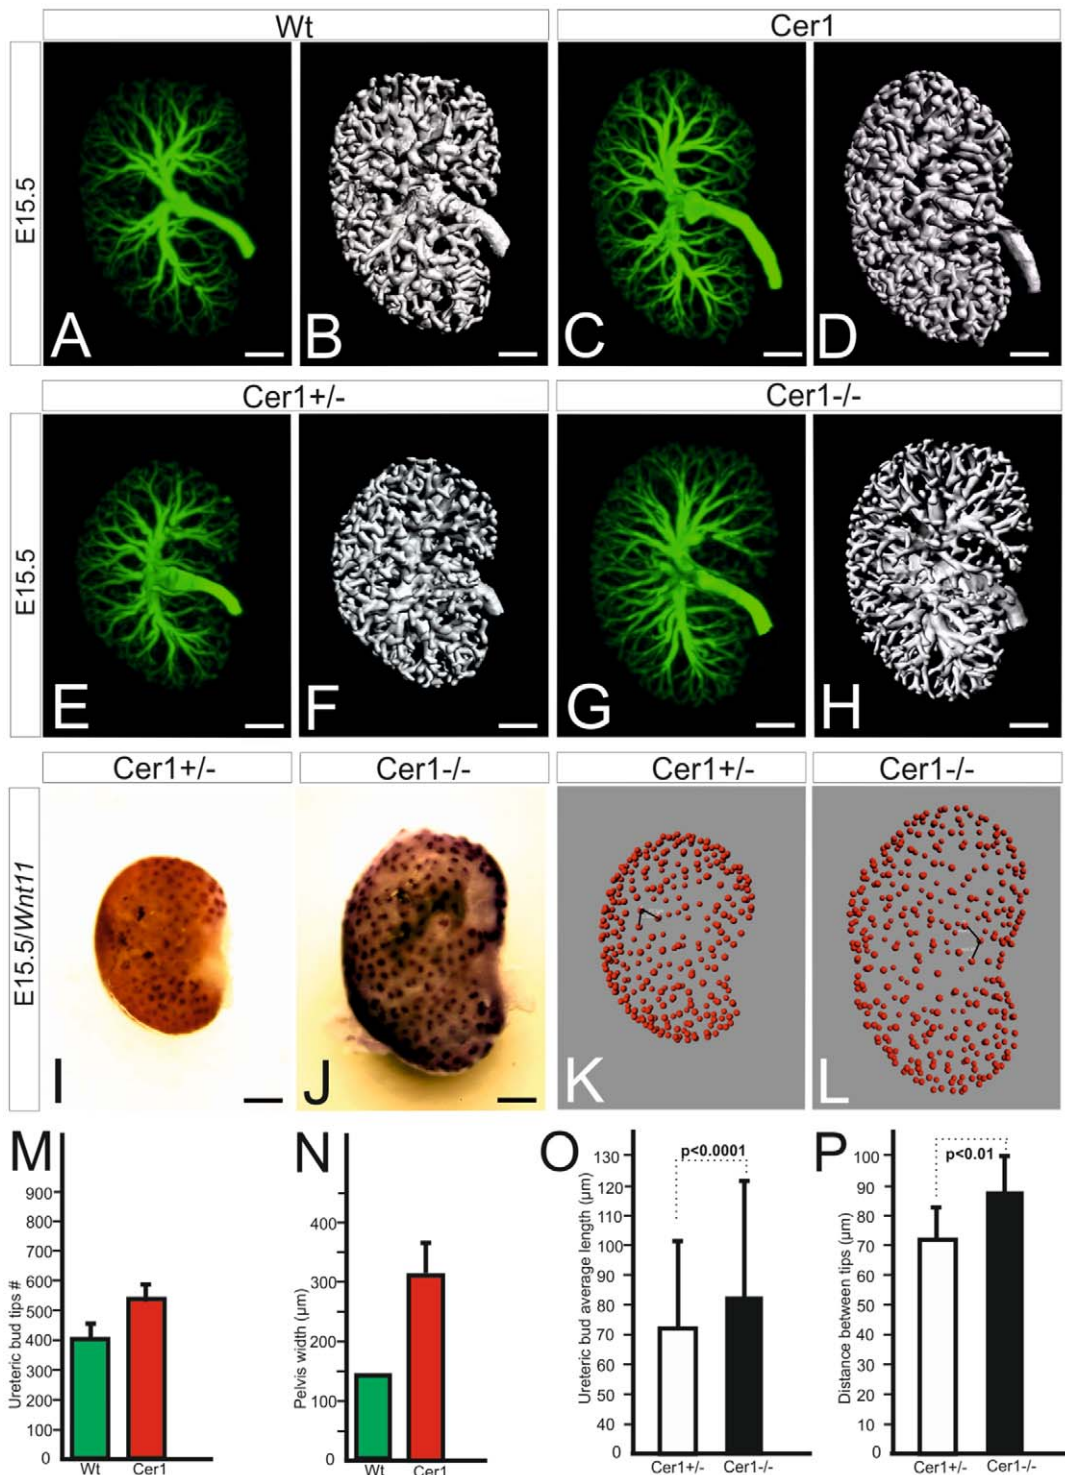 Wt Cer1
E15.5
A B C D
Cer1+/- Cer1-/-
E15.5
E F G H
Cer1+/- Cer1-/- Cer1+/- Cer1-/-
E15.5/Wnt11
I J K L
M
Ureteric bud tips #
900
800
700
600
500
400
300
200
100
0
Wt Cer1
N
Pelvis width (µm)
400
300
200
100
0
Wt Cer1
O
Ureteric bud average length (µm)
p<0.0001
130
120
110
100
90
80
70
60
50
40
0
Cer1+/- Cer1-/-
P
Distance between tips (µm)
p<0.01
100
90
80
70
60
50
40
30
20
10
0
Cer1+/- Cer1-/-